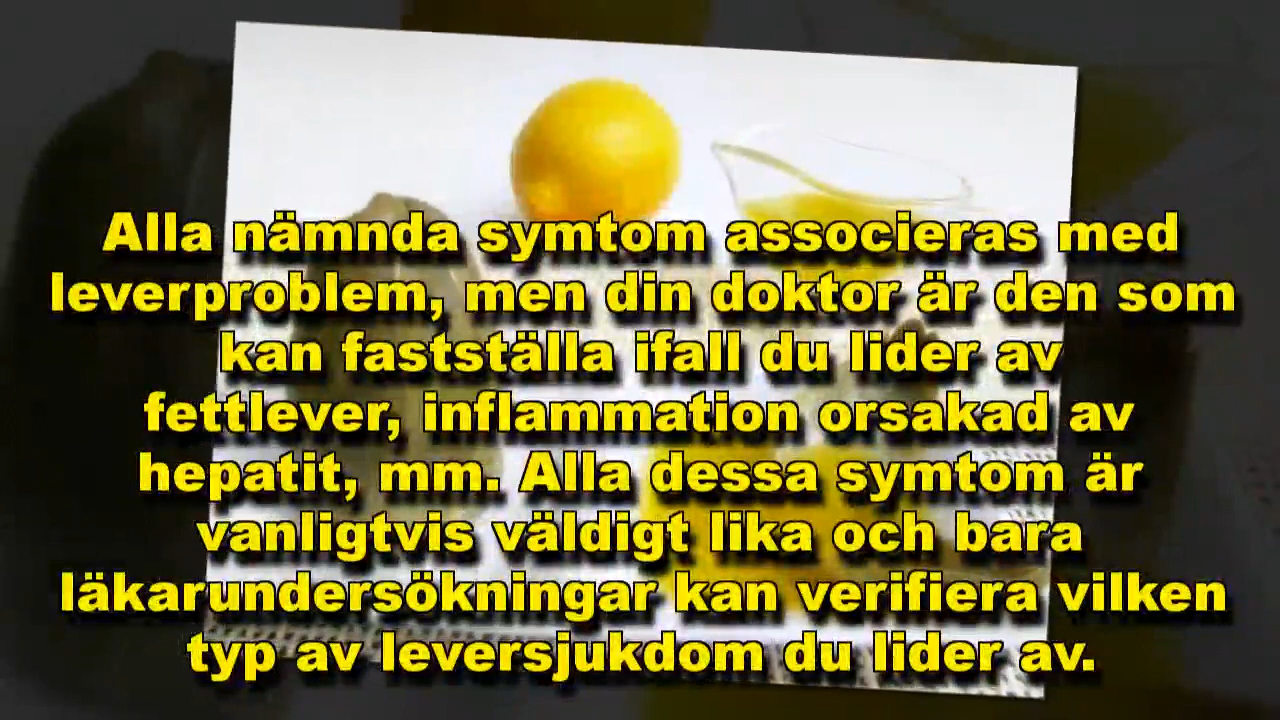 Alla nämnda symtom associeras med
leverproblem, men din doktor är den som
kan fastställa ifall du lider av
fettlever, inflammation orsakad av
hepatit, mm. Alla dessa symtom är
vanligtvis väldigt lika och bara
läkarundersökningar kan verifiera vilken
typ av leversjukdom du lider av.